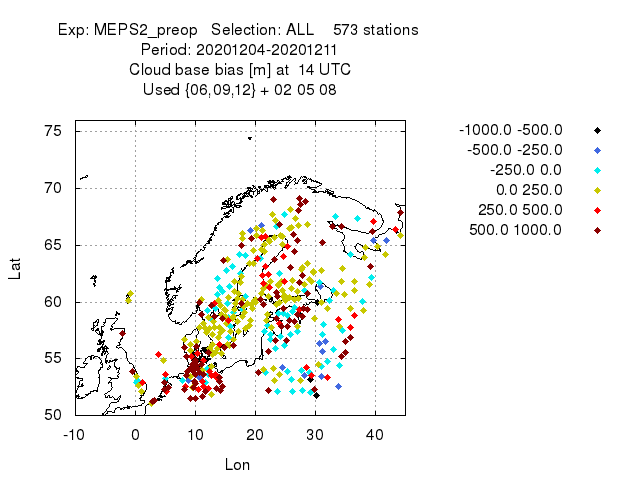 Exp: MEPS2_preop   Selection: ALL    573 stations
Period: 20201204-20201211
Cloud base bias [m] at  14 UTC
Used {06,09,12} + 02 05 08
-1000.0 -500.0
-500.0 -250.0
-250.0 0.0
0.0 250.0
250.0 500.0
500.0 1000.0
75
70
65
60
55
50
Lat
-10 0 10 20 30 40
Lon